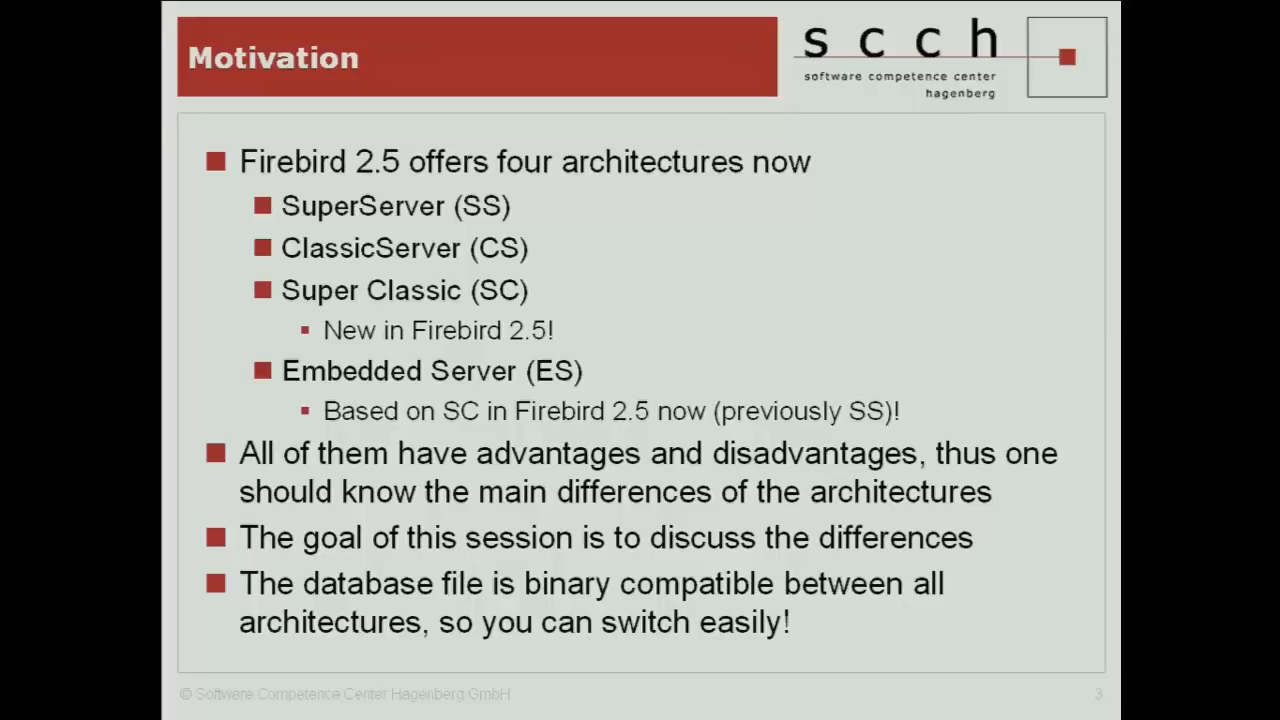 Motivation
s c c h
software competence center
hagenberg
Firebird 2.5 offers four architectures now
SuperServer (SS)
ClassicServer (CS)
Super Classic (SC)
New in Firebird 2.5!
Embedded Server (ES)
Based on SC in Firebird 2.5 now (previously SS)!
All of them have advantages and disadvantages, thus one
should know the main differences of the architectures
The goal of this session is to discuss the differences
The database file is binary compatible between all
architectures, so you can switch easily!
© Software Competence Center Hagenberg GmbH
3